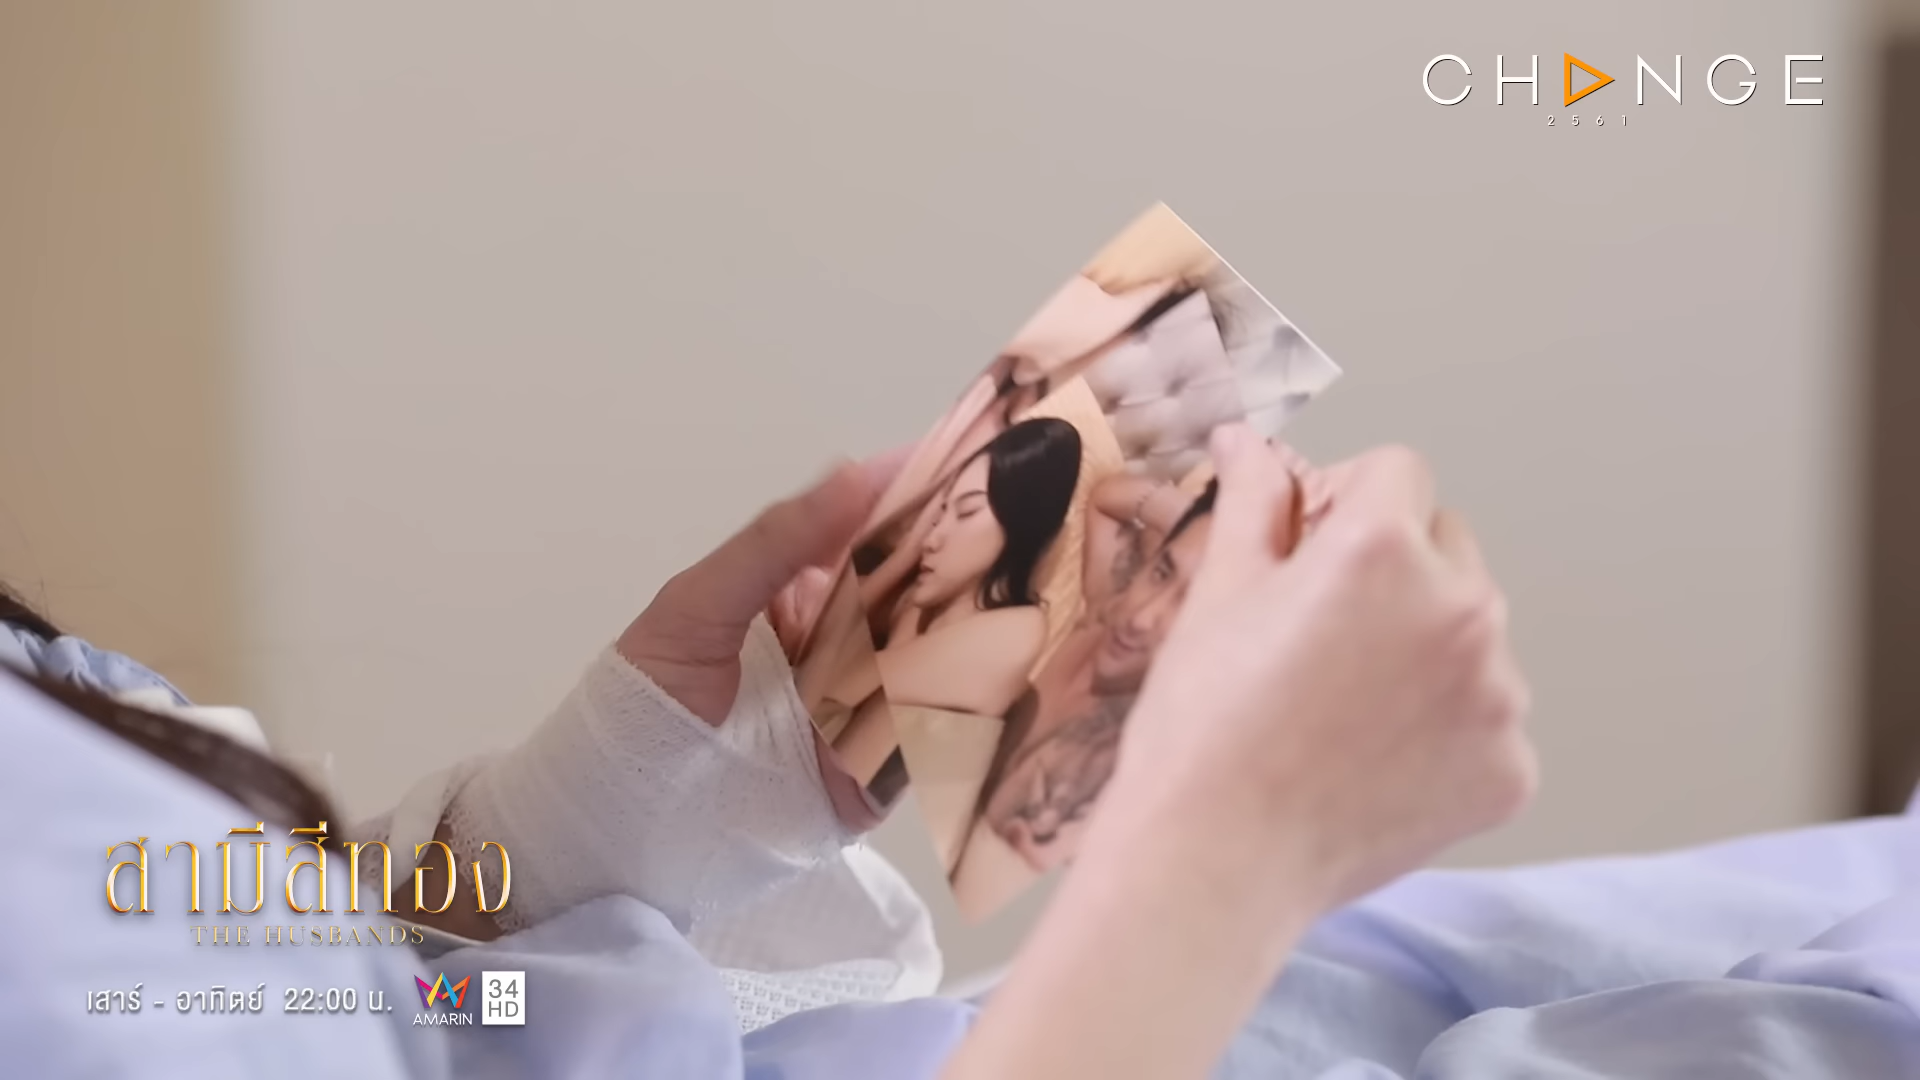 CHANGE
2561
สามีสีทอง
THE HUSBANDS
เสาร์ - อาทิตย์ 22:00 น.
AMARIN
34
HD